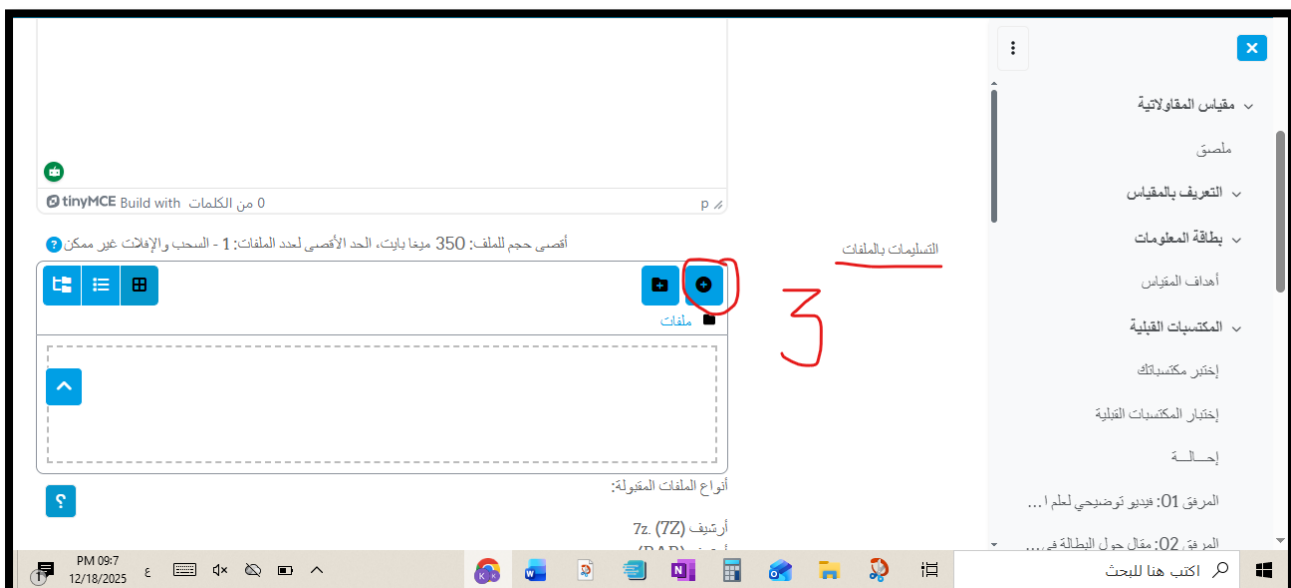 مقياس المقاولاتية
ملصق
التعريف بالمقياس
بطاقة المعلومات
أهداف المقياس
المكتسبات القبلية
إختبر مكتسباتك
إختبار المكتسبات القبلية
إحـــالـــة
المرفق 01: فيديو توضيحي لعلم ا...
المرفق 02: مقال حول البطالة في...
p
0 من الكلمات Build with tinyMCE
التسليمات بالملفات
أقصى حجم للملف: 350 ميغا بايت، الحد الأقصى لعدد الملفات: 1 - السحب والإفلات غير ممكن
3
ملفات
أنواع الملفات المقبولة:
أرشيف (7Z) .7z
اكتب هنا للبحث
ع
PM 09:7
12/18/2025
1